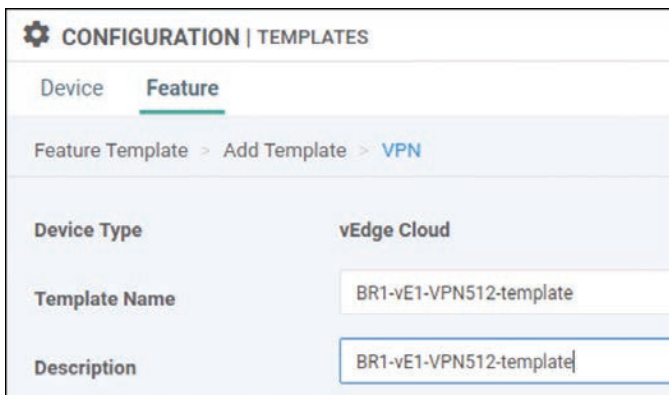 CONFIGURATION | TEMPLATES
Device Feature
Feature Template > Add Template > VPN
Device Type vEdge Cloud
Template Name BR1-vE1-VPN512-template
Description BR1-vE1-VPN512-template